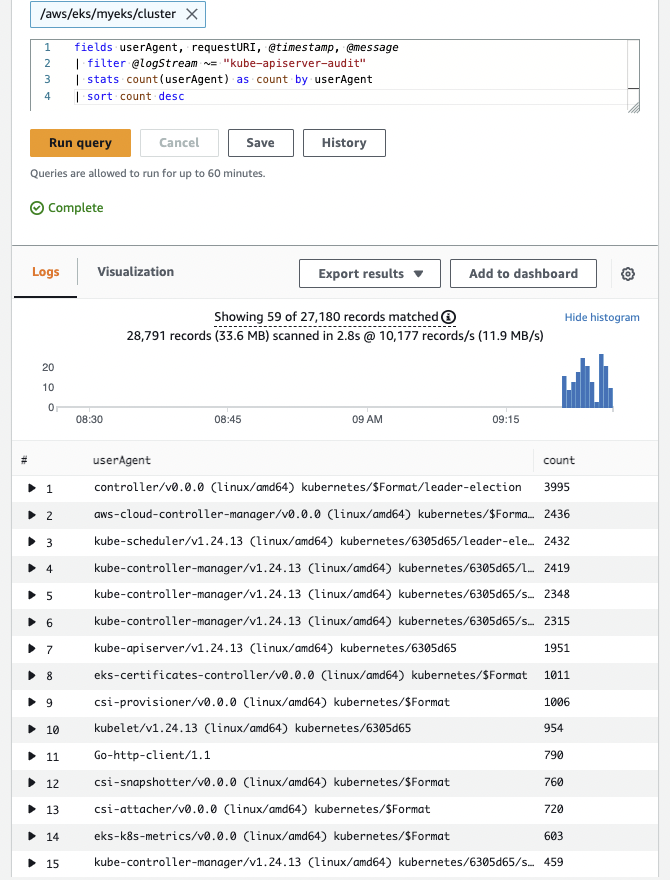 /aws/eks/myeks/cluster
1 fields userAgent, requestURI, @timestamp, @message
2 | filter @logStream ~= "kube-apiserver-audit"
3 | stats count(userAgent) as count by userAgent
4 | sort count desc
Run query Cancel Save History
Queries are allowed to run for up to 60 minutes.
Complete
Logs Visualization Export results Add to dashboard
Showing 59 of 27,180 records matched
Hide histogram
28,791 records (33.6 MB) scanned in 2.8s @ 10,177 records/s (11.9 MB/s)
20
10
0
08:30 08:45 09 AM 09:15
# userAgent count
1 controller/v0.0.0 (linux/amd64) kubernetes/$Format/leader-election 3995
2 aws-cloud-controller-manager/v0.0.0 (linux/amd64) kubernetes/$Forma… 2436
3 kube-scheduler/v1.24.13 (linux/amd64) kubernetes/6305d65/leader-ele… 2432
4 kube-controller-manager/v1.24.13 (linux/amd64) kubernetes/6305d65/l… 2419
5 kube-controller-manager/v1.24.13 (linux/amd64) kubernetes/6305d65/s… 2348
6 kube-controller-manager/v1.24.13 (linux/amd64) kubernetes/6305d65/s… 2315
7 kube-apiserver/v1.24.13 (linux/amd64) kubernetes/6305d65 1951
8 eks-certificates-controller/v0.0.0 (linux/amd64) kubernetes/$Format 1011
9 csi-provisioner/v0.0.0 (linux/amd64) kubernetes/$Format 1006
10 kubelet/v1.24.13 (linux/amd64) kubernetes/6305d65 954
11 Go-http-client/1.1 790
12 csi-snapshotter/v0.0.0 (linux/amd64) kubernetes/$Format 760
13 csi-attacher/v0.0.0 (linux/amd64) kubernetes/$Format 720
14 eks-k8s-metrics/v0.0.0 (linux/amd64) kubernetes/$Format 603
15 kube-controller-manager/v1.24.13 (linux/amd64) kubernetes/6305d65/s… 459